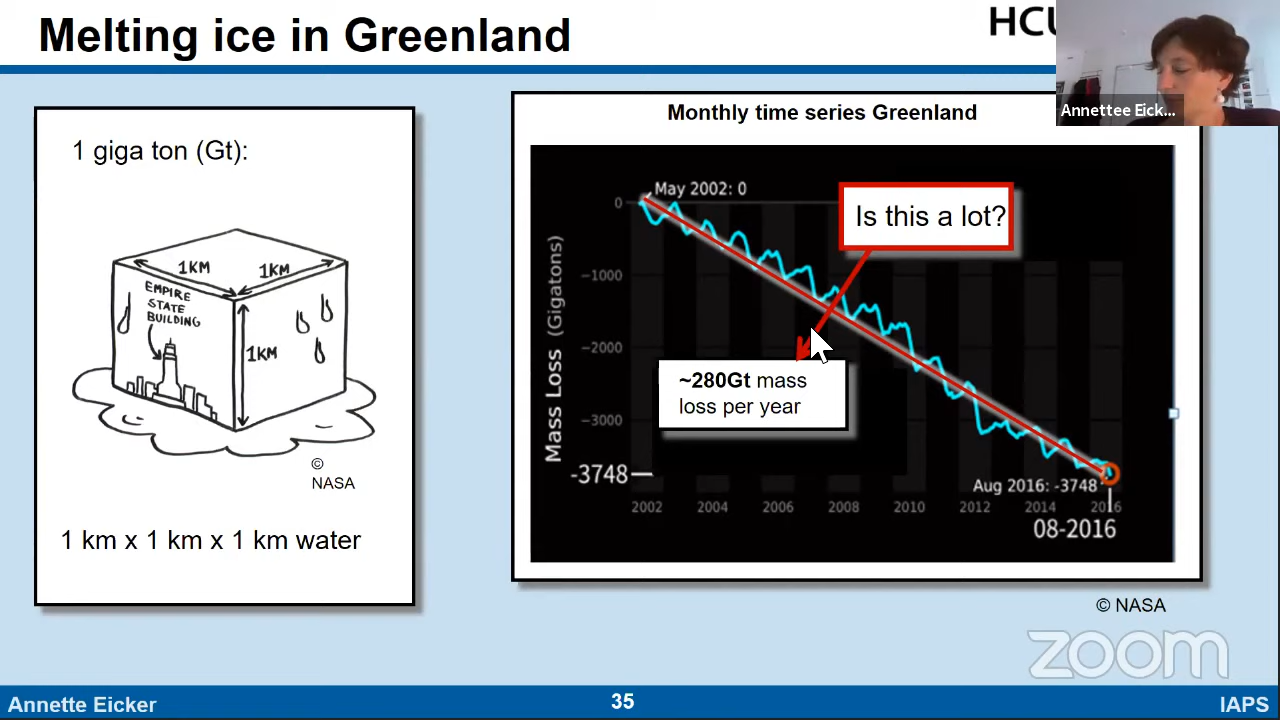 Melting ice in Greenland
HCU
Annettee Eick...
1 giga ton (Gt):
1KM
1KM
EMPIRE
STATE
BUILDING
1KM
©
NASA
1 km x 1 km x 1 km water
Monthly time series Greenland
May 2002: 0
Is this a lot?
Mass Loss (Gigatons)
0
−1000
−2000
−3000
-3748
~280Gt mass
loss per year
Aug 2016: -3748
2002 2004 2006 2008 2010 2012 2014 2016
08-2016
© NASA
zoom
Annette Eicker
35
IAPS